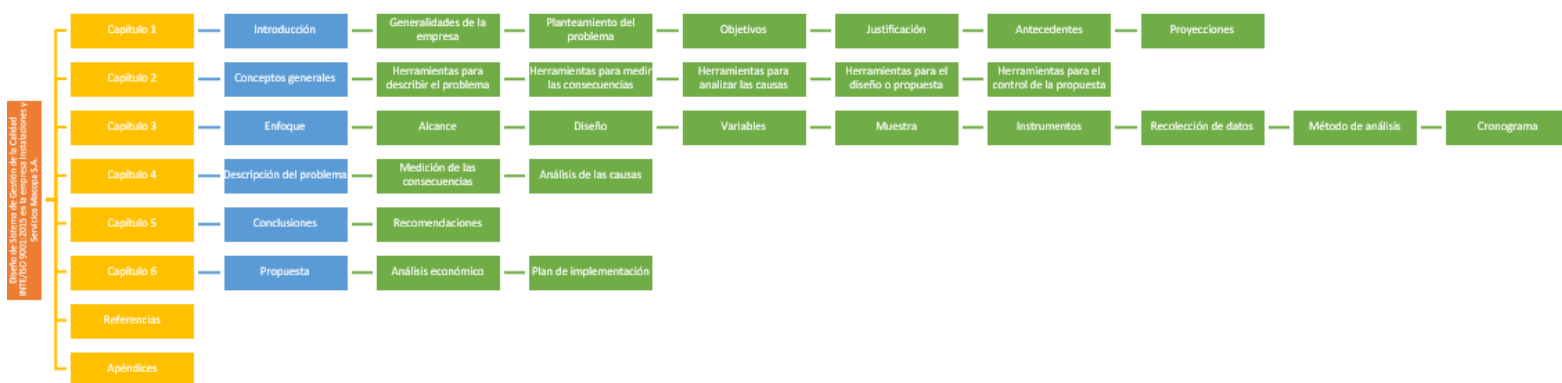 Diseño de Sistema de Gestión de la Calidad
INTE/ISO 9001:2015 en la empresa Instalaciones y
Servicios Macopa S.A.
Capítulo 1
Introducción
Generalidades de la
empresa
Planteamiento del
problema
Objetivos
Justificación
Antecedentes
Proyecciones
Capítulo 2
Conceptos generales
Herramientas para
describir el problema
Herramientas para medir
las consecuencias
Herramientas para
analizar las causas
Herramientas para el
diseño o propuesta
Herramientas para el
control de la propuesta
Capítulo 3
Enfoque
Alcance
Diseño
Variables
Muestra
Instrumentos
Recolección de datos
Método de análisis
Cronograma
Capítulo 4
Descripción del problema
Medición de las
consecuencias
Análisis de las causas
Capítulo 5
Conclusiones
Recomendaciones
Capítulo 6
Propuesta
Análisis económico
Plan de implementación
Referencias
Apéndices